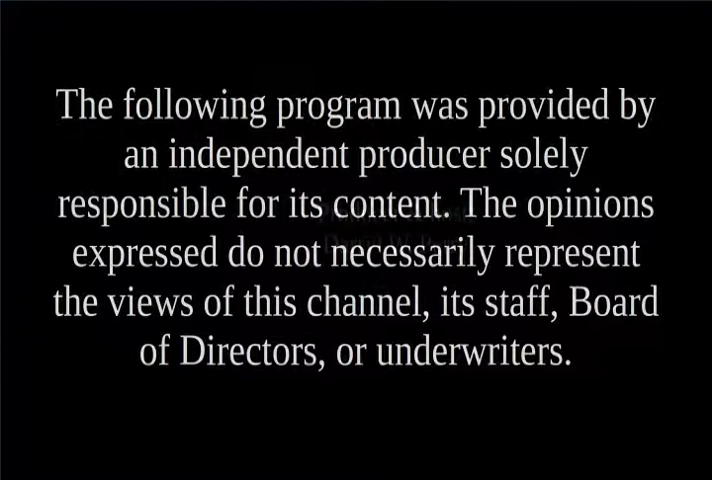 The following program was provided by
an independent producer solely
responsible for its content. The opinions
expressed do not necessarily represent
the views of this channel, its staff, Board
of Directors, or underwriters.